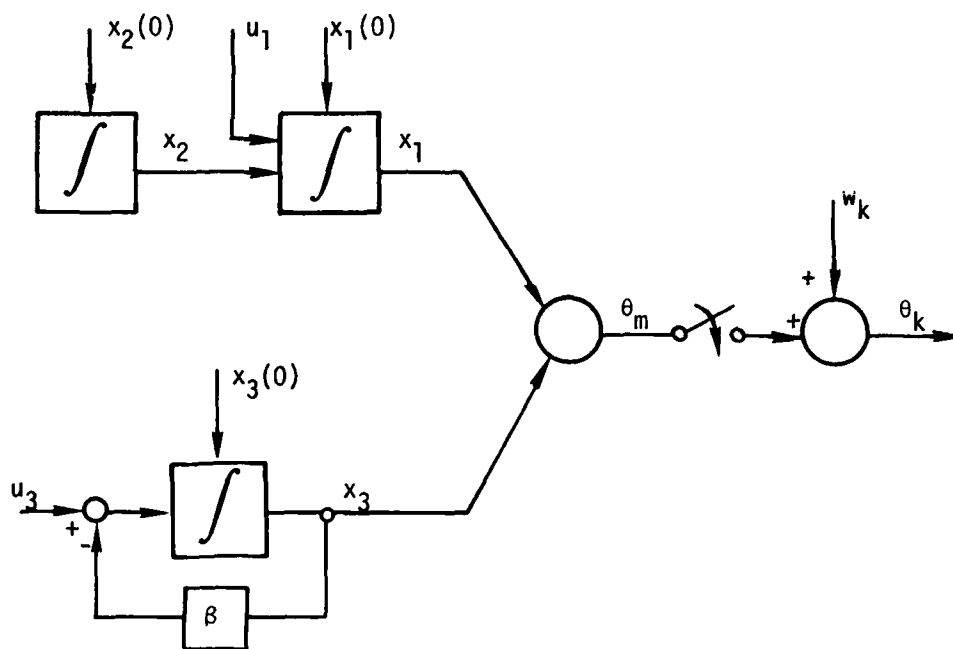 x₂(0)
u₁
x₁(0)
∫
x₂
∫
x₁
wₖ
+
θₘ
+
θₖ
x₃(0)
u₃
+
-
∫
x₃
β